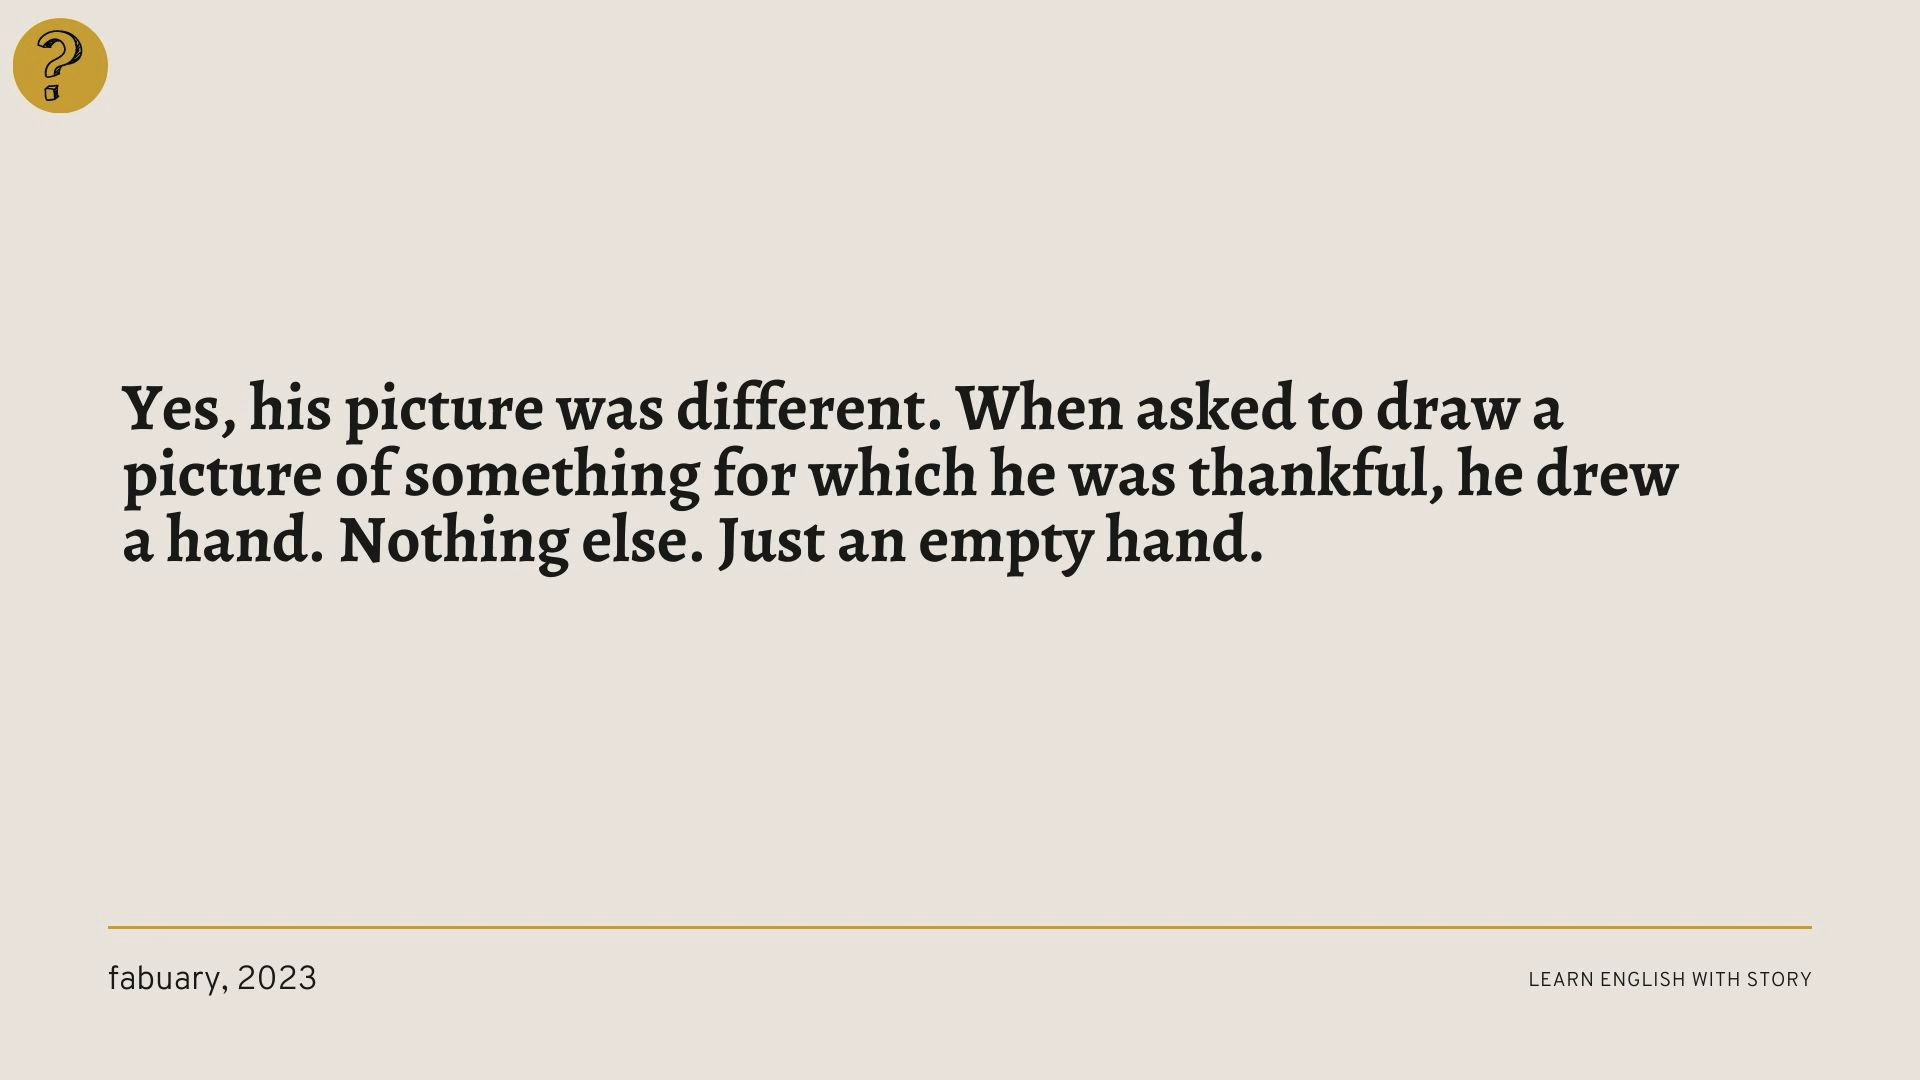 ?
Yes, his picture was different. When asked to draw a
picture of something for which he was thankful, he drew
a hand. Nothing else. Just an empty hand.
fabuary, 2023
LEARN ENGLISH WITH STORY